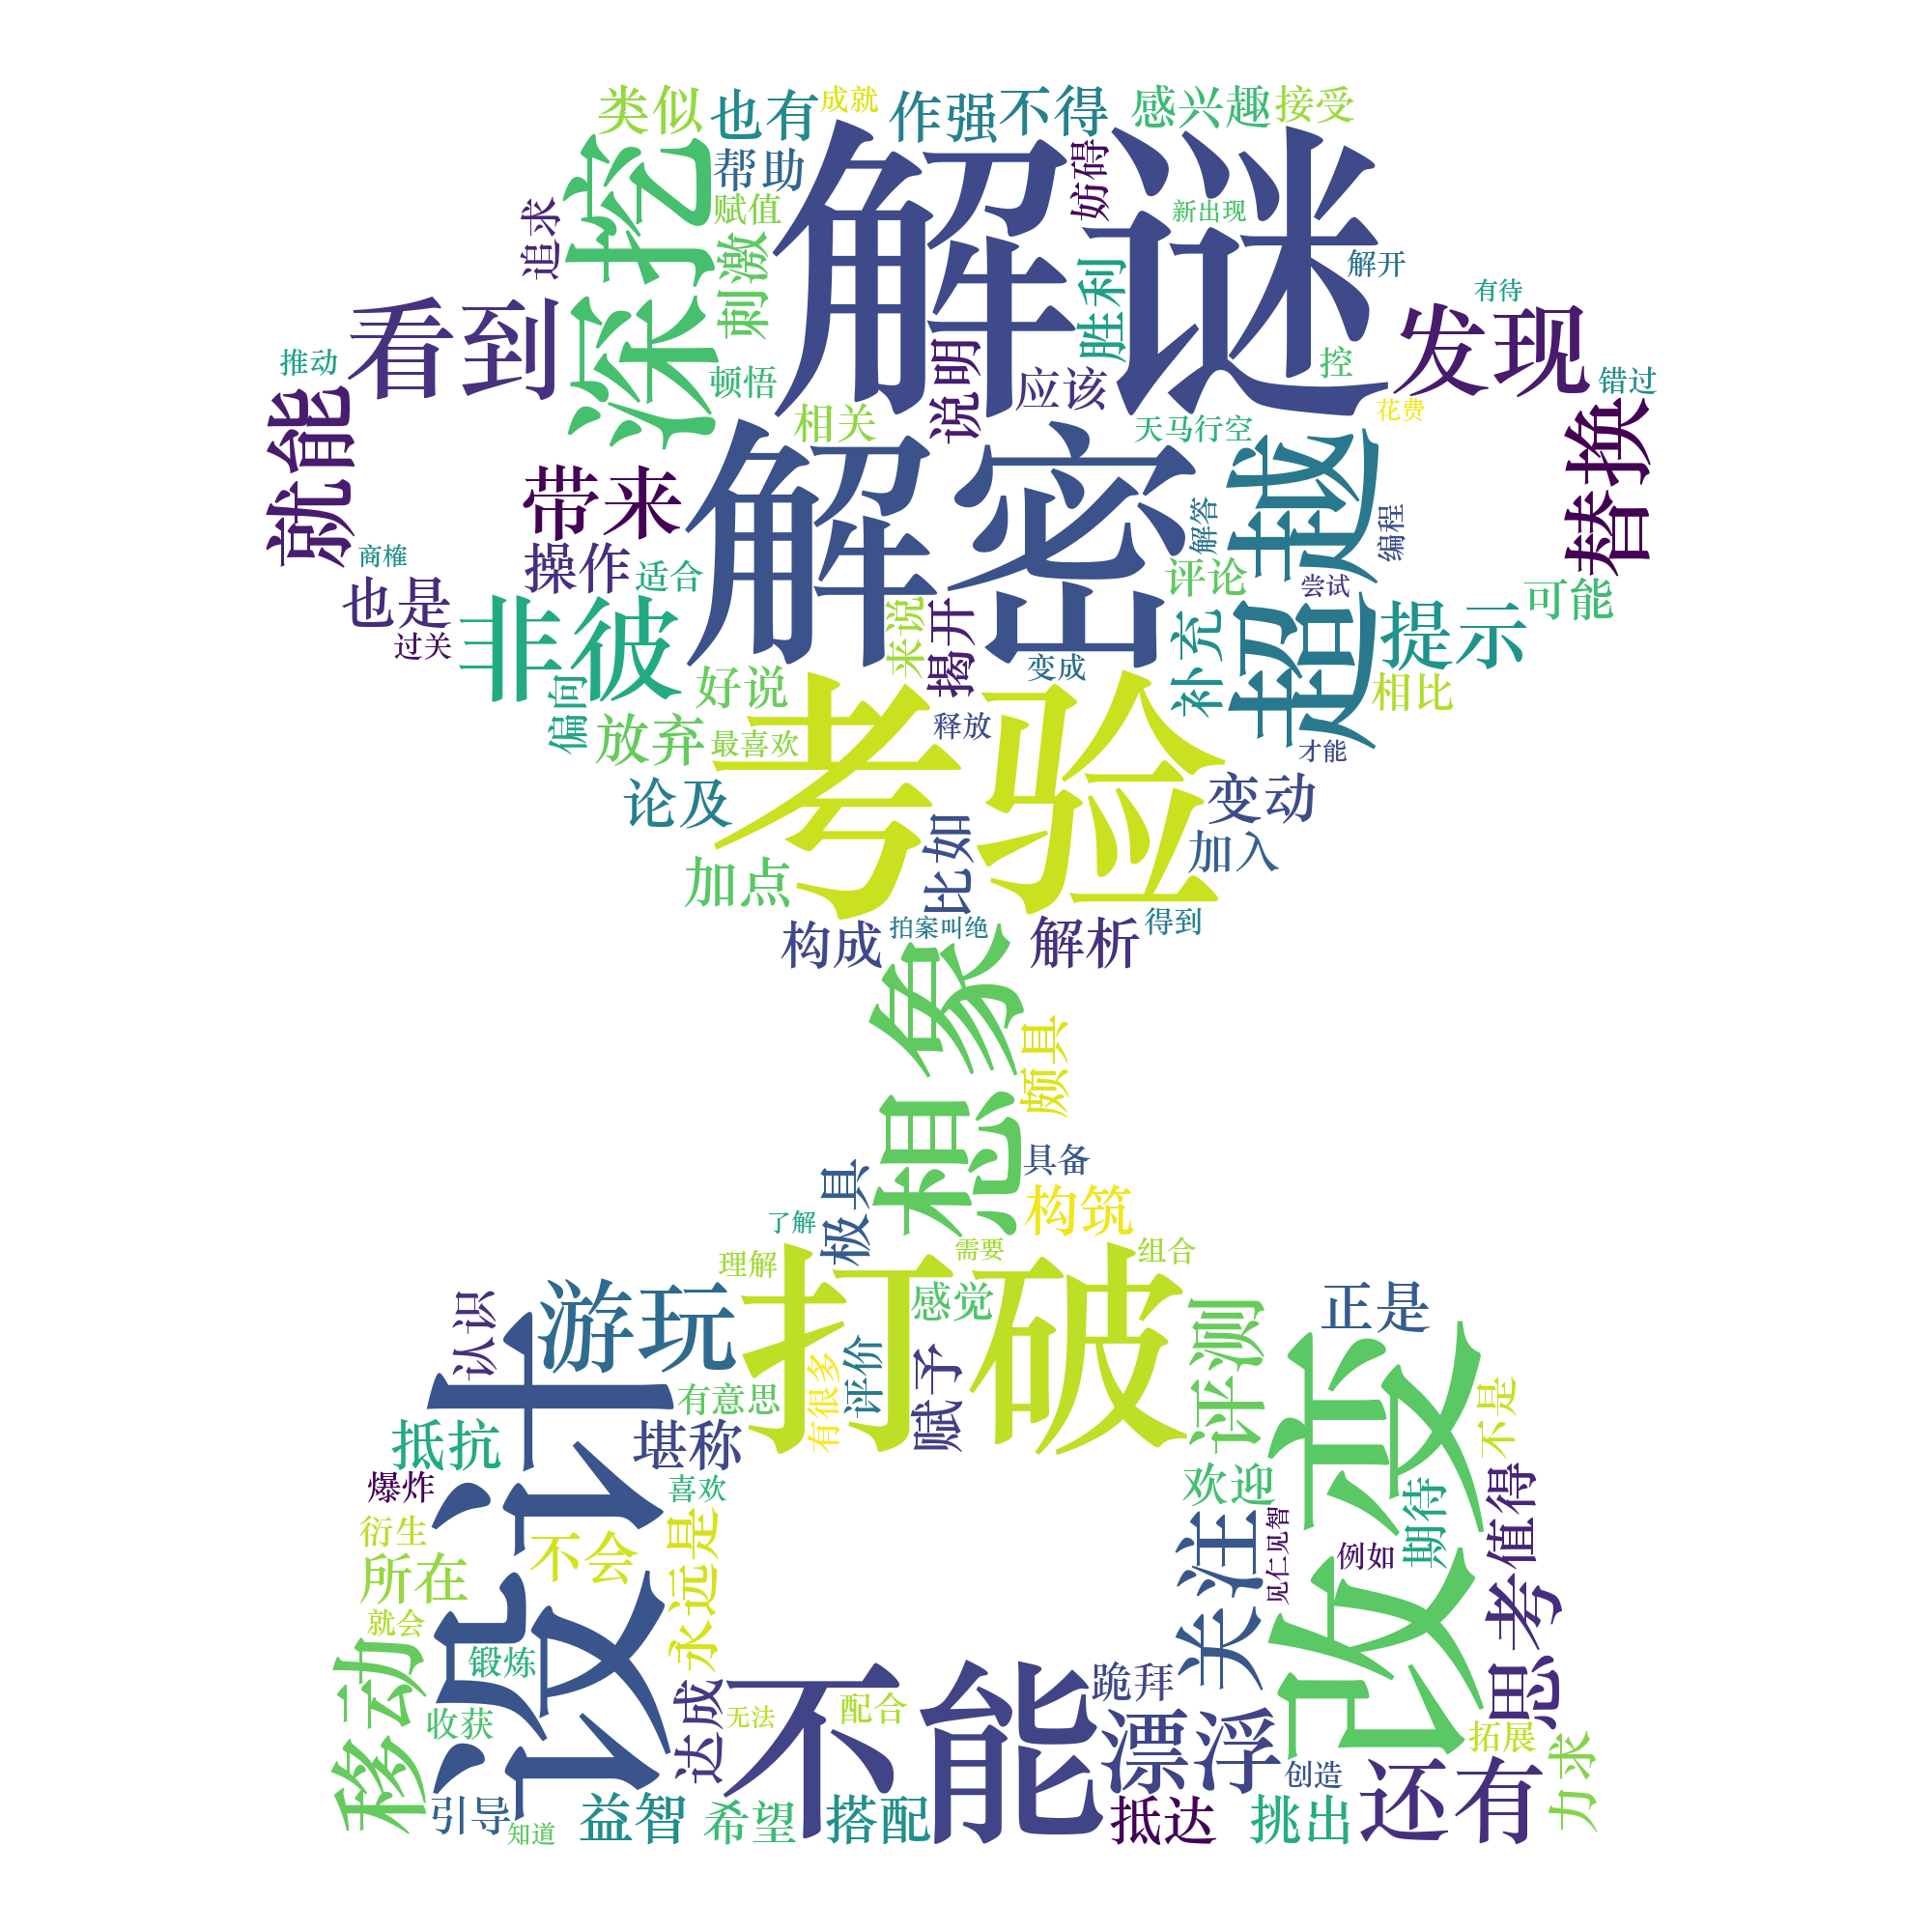 类似
也有
成就
作强
不得
感兴趣
接受
帮助
赋值
刺激
深挖
追求
解谜
妨碍
新出现
胜利
解开
有待
看到
发现
推动
顿悟
说明
应该
控
错过
就能
相关
天马行空
花费
替换
带来
解密
超越
解答
编程
商榷
操作
适合
评论
尝试
也是
非彼
来说
揭开
补充
提示
可能
过关
变成
偏向
好说
相比
放弃
最喜欢
考验
释放
才能
论及
变动
比如
加入
加点
构成
拍案叫绝
解析
得到
想象
颇具
具备
极具
构筑
了解
理解
需要
组合
认识
游玩
打破
感觉
评测
正是
设计
有意思
有很多
评价
赋予
改变
不是
抵抗
堪称
欢迎
爆炸
喜欢
关注
见仁见智
期待
值得
衍生
不会
永远是
例如
所在
思考
就会
移动
锻炼
达成
不能
跪拜
收获
无法
配合
漂浮
拓展
力求
引导
知道
益智
希望
搭配
抵达
创造
挑出
还有